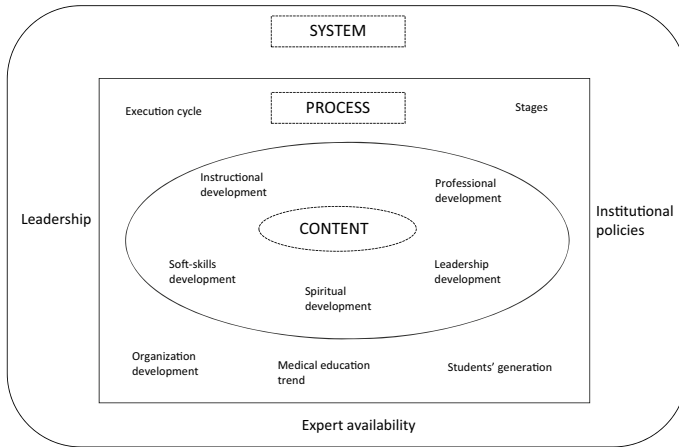 SYSTEM
PROCESS
Execution cycle
Stages
Instructional
development
Professional
development
Leadership
CONTENT
Institutional
policies
Soft-skills
development
Leadership
development
Spiritual
development
Organization
development
Medical education
trend
Students’ generation
Expert availability